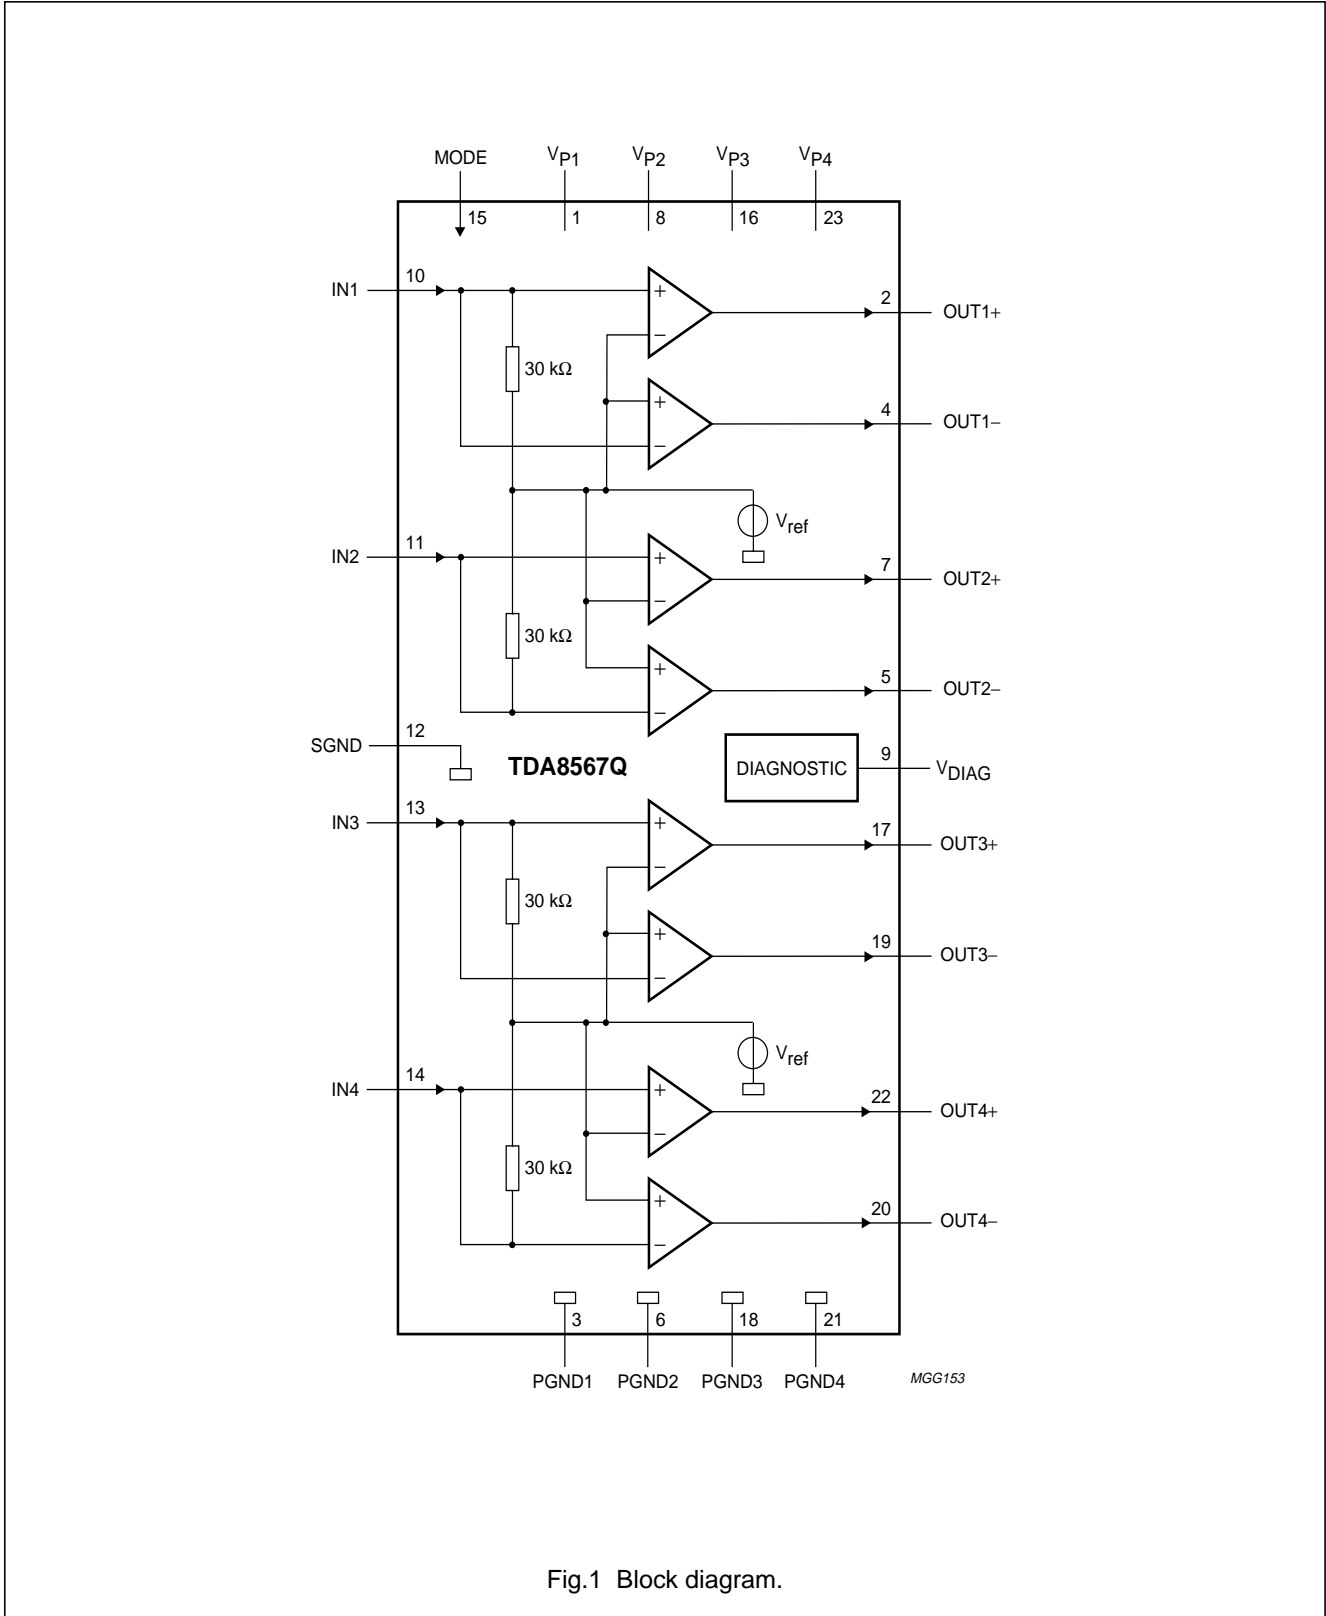 MODE VP1 VP2 VP3 VP4
15 1 8 16 23
IN1 10 + 2 OUT1+
−
30 kΩ
+ 4 OUT1−
−
Vref
IN2 11 + 7 OUT2+
−
30 kΩ
+ 5 OUT2−
−
SGND 12
TDA8567Q DIAGNOSTIC 9 VDIAG
IN3 13 + 17 OUT3+
−
30 kΩ
+ 19 OUT3−
−
Vref
IN4 14 + 22 OUT4+
−
30 kΩ
+ 20 OUT4−
−
3 6 18 21
PGND1 PGND2 PGND3 PGND4 MGG153
Fig.1 Block diagram.